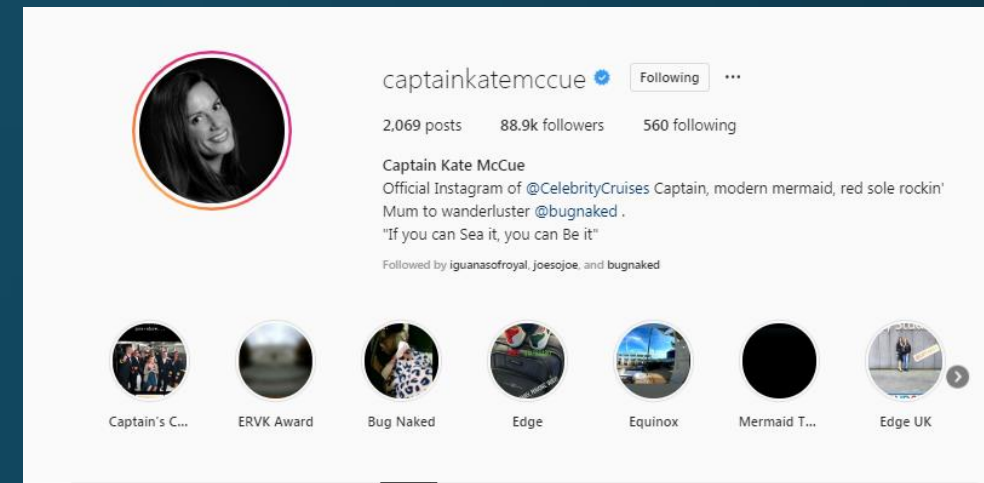 captainkatemccue Following
2,069 posts 88.9k followers 560 following
Captain Kate McCue
Official Instagram of @CelebrityCruises Captain, modern mermaid, red sole rockin'
Mum to wanderluster @bugnaked .
"If you can Sea it, you can Be it"
Followed by iguanasofroyal, joesojoe, and bugnaked
Captain's C... ERVK Award Bug Naked Edge Equinox Mermaid T... Edge UK